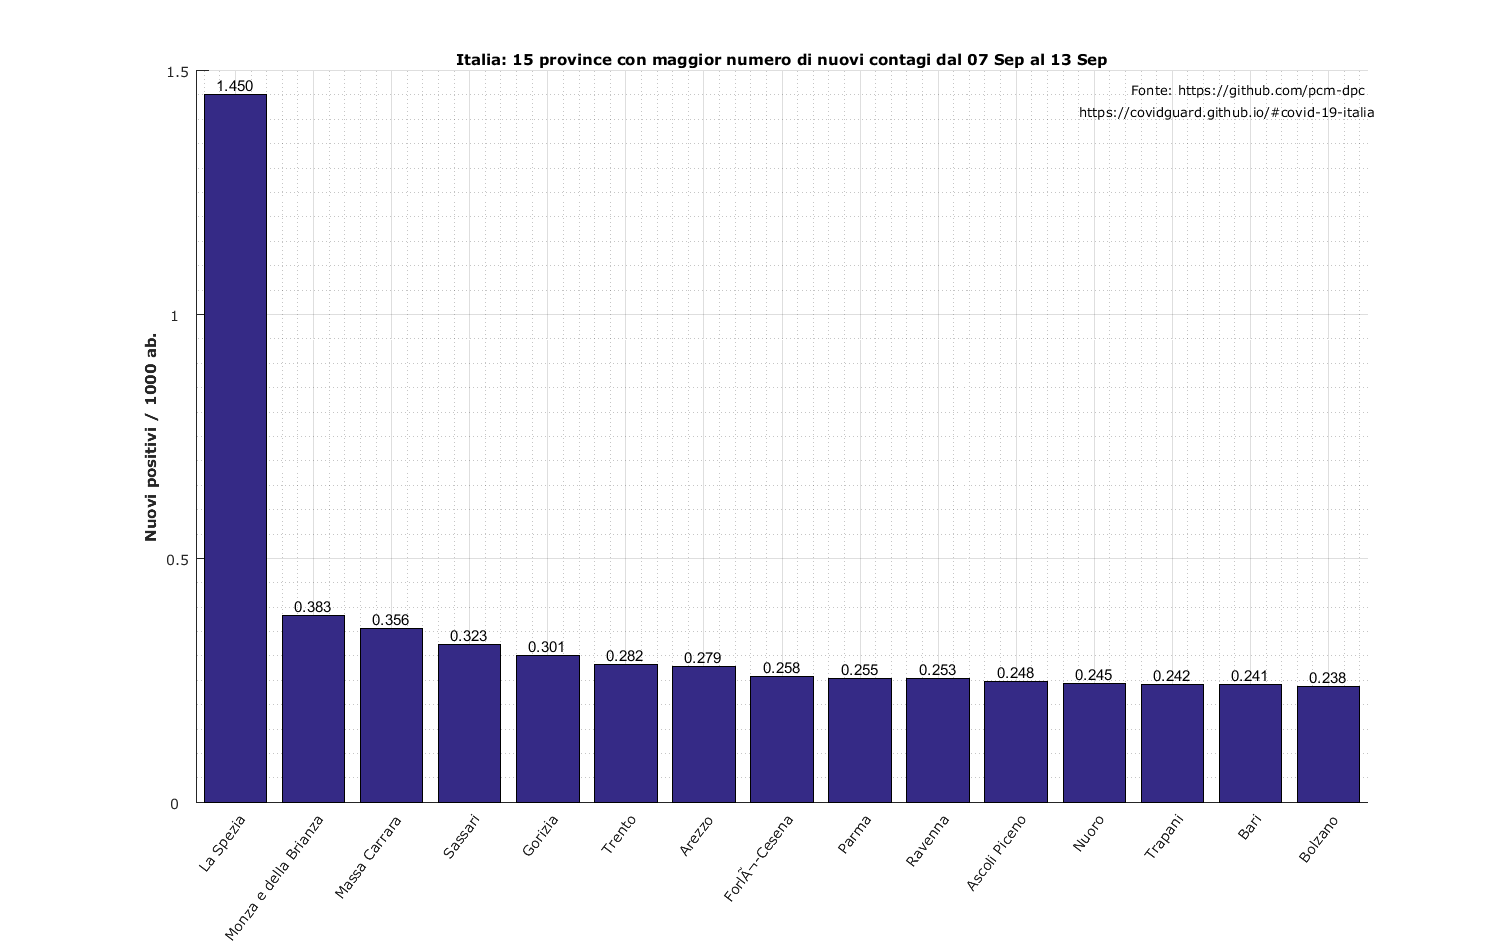 Italia: 15 province con maggior numero di nuovi contagi dal 07 Sep al 13 Sep
Fonte: https://github.com/pcm-dpc
https://covidguard.github.io/#covid-19-italia
Nuovi positivi / 1000 ab.
1.5
1
0.5
0
1.450
0.383
0.356
0.323
0.301
0.282
0.279
0.258
0.255
0.253
0.248
0.245
0.242
0.241
0.238
La Spezia
Monza e della Brianza
Massa Carrara
Sassari
Gorizia
Trento
Arezzo
ForlÃ¬-Cesena
Parma
Ravenna
Ascoli Piceno
Nuoro
Trapani
Bari
Bolzano